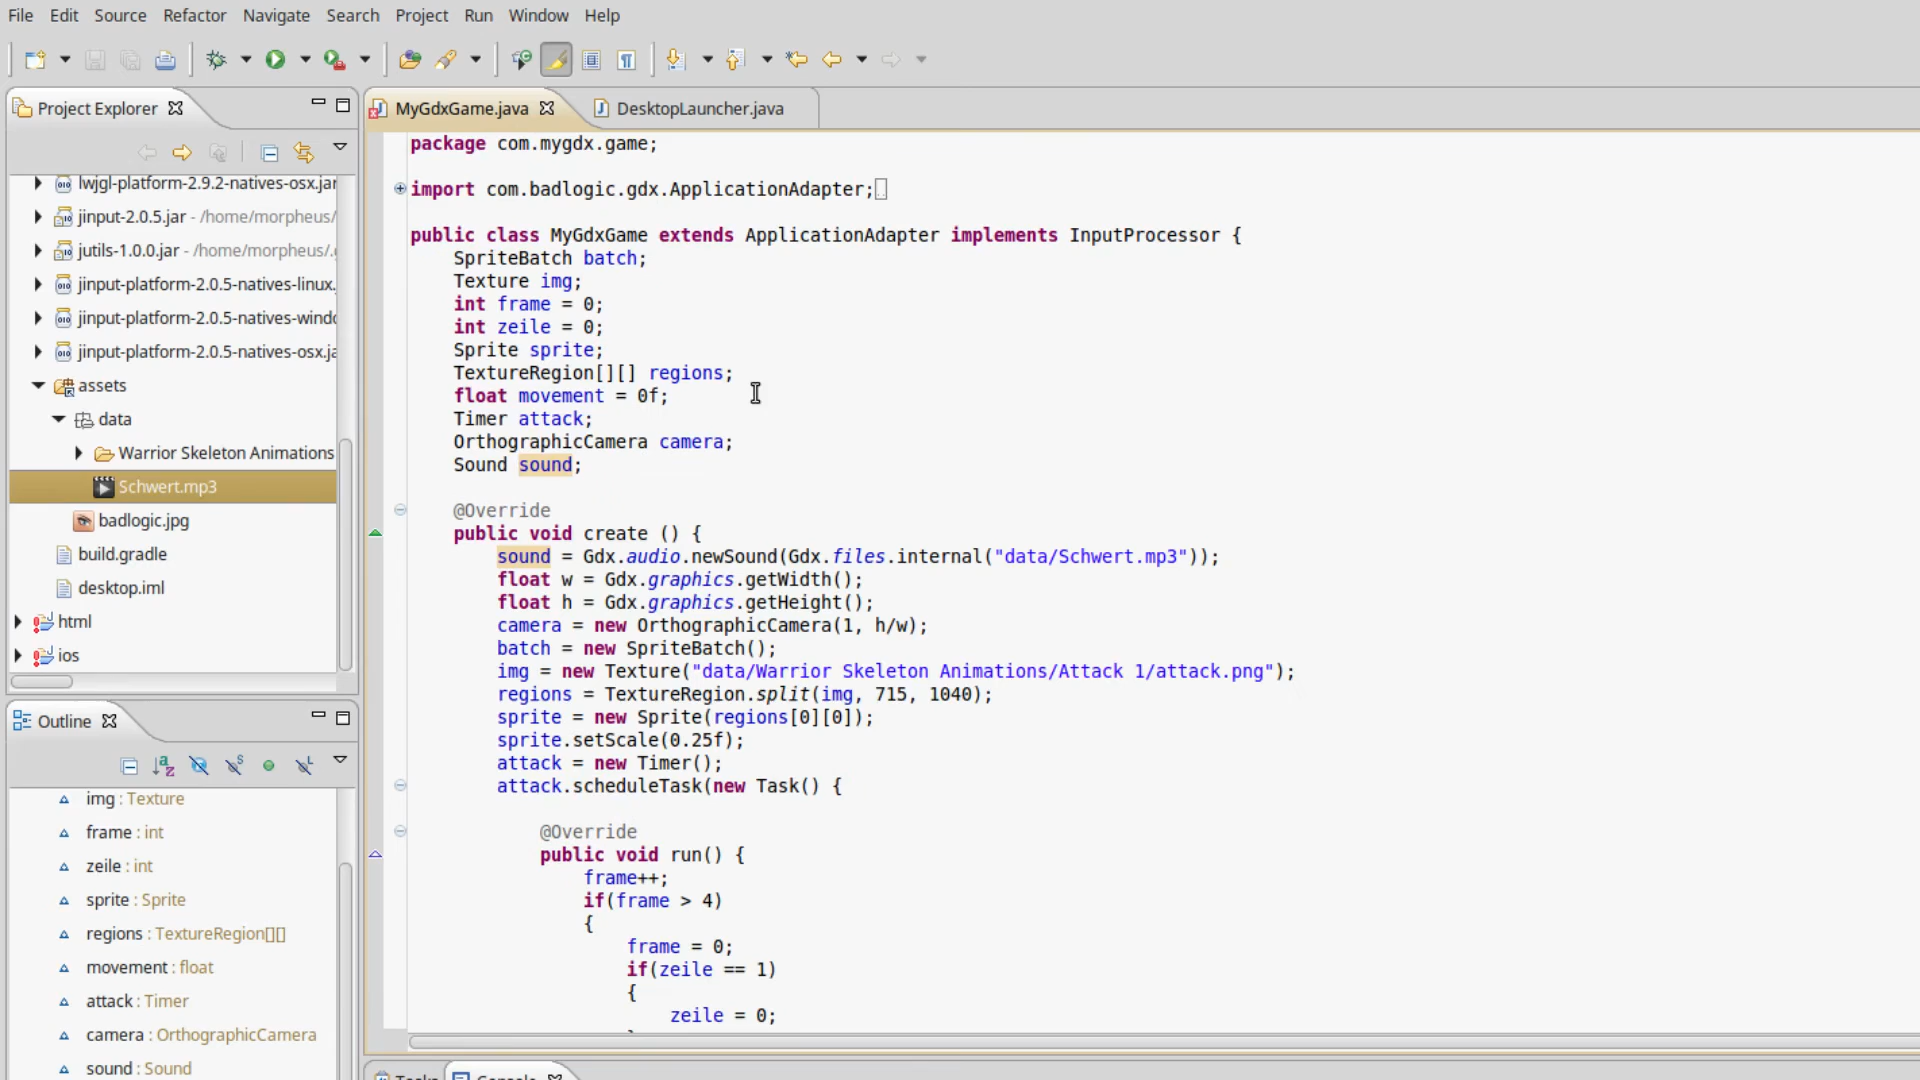 File Edit Source Refactor Navigate Search Project Run Window Help
Project Explorer
lwjgl-platform-2.9.2-natives-osx.jar
jinput-2.0.5.jar - /home/morpheus/
jutils-1.0.0.jar - /home/morpheus/.
jinput-platform-2.0.5-natives-linux.
jinput-platform-2.0.5-natives-windo
jinput-platform-2.0.5-natives-osx.ja
assets
data
Warrior Skeleton Animations
Schwert.mp3
badlogic.jpg
build.gradle
desktop.iml
html
ios
Outline
img : Texture
frame : int
zeile : int
sprite : Sprite
regions : TextureRegion[][]
movement : float
attack : Timer
camera : OrthographicCamera
sound : Sound
MyGdxGame.java DesktopLauncher.java
package com.mygdx.game;
import com.badlogic.gdx.ApplicationAdapter;
public class MyGdxGame extends ApplicationAdapter implements InputProcessor {
SpriteBatch batch;
Texture img;
int frame = 0;
int zeile = 0;
Sprite sprite;
TextureRegion[][] regions;
float movement = 0f;
Timer attack;
OrthographicCamera camera;
Sound sound;
@Override
public void create () {
sound = Gdx.audio.newSound(Gdx.files.internal("data/Schwert.mp3"));
float w = Gdx.graphics.getWidth();
float h = Gdx.graphics.getHeight();
camera = new OrthographicCamera(1, h/w);
batch = new SpriteBatch();
img = new Texture("data/Warrior Skeleton Animations/Attack 1/attack.png");
regions = TextureRegion.split(img, 715, 1040);
sprite = new Sprite(regions[0][0]);
sprite.setScale(0.25f);
attack = new Timer();
attack.scheduleTask(new Task() {
@Override
public void run() {
frame++;
if(frame > 4)
{
frame = 0;
if(zeile == 1)
{
zeile = 0;
Tasks Console